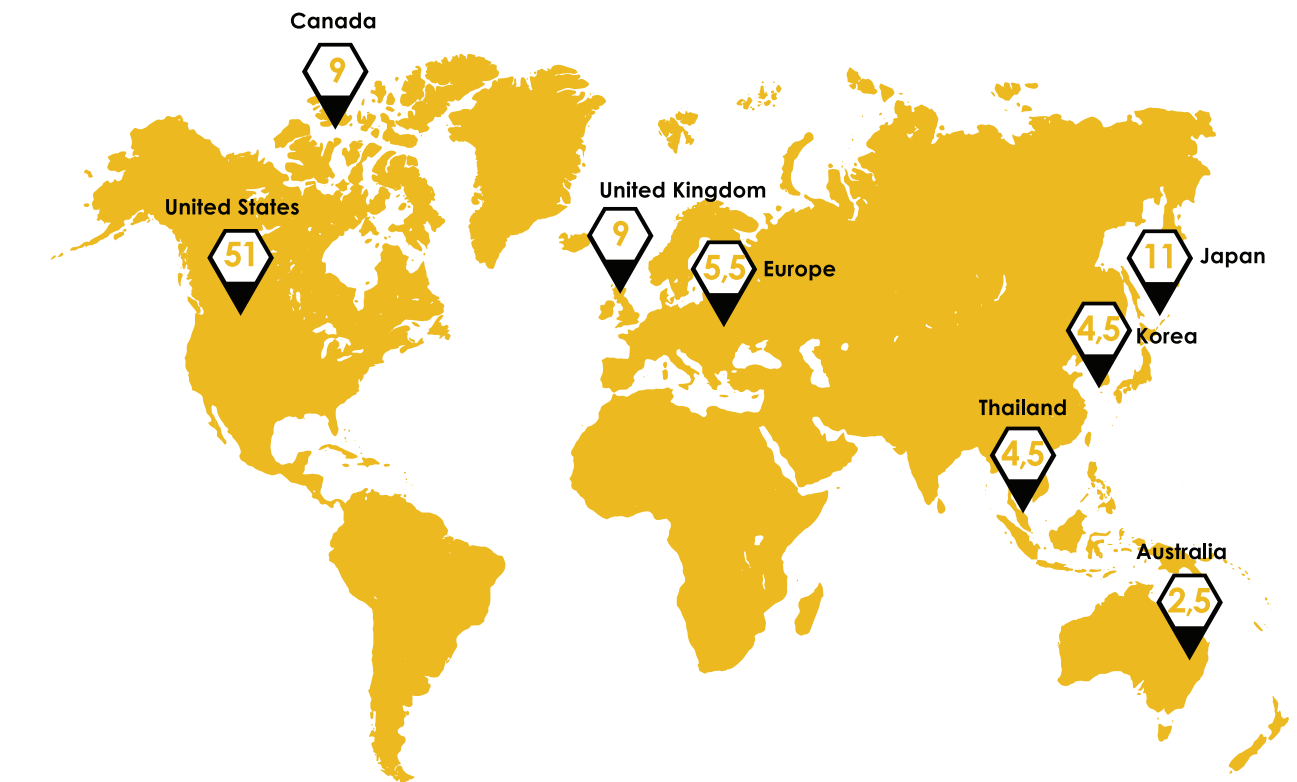 Canada
9
United Kingdom
9
United States
51
5,5
Europe
11
Japan
4,5
Korea
Thailand
4,5
Australia
2,5